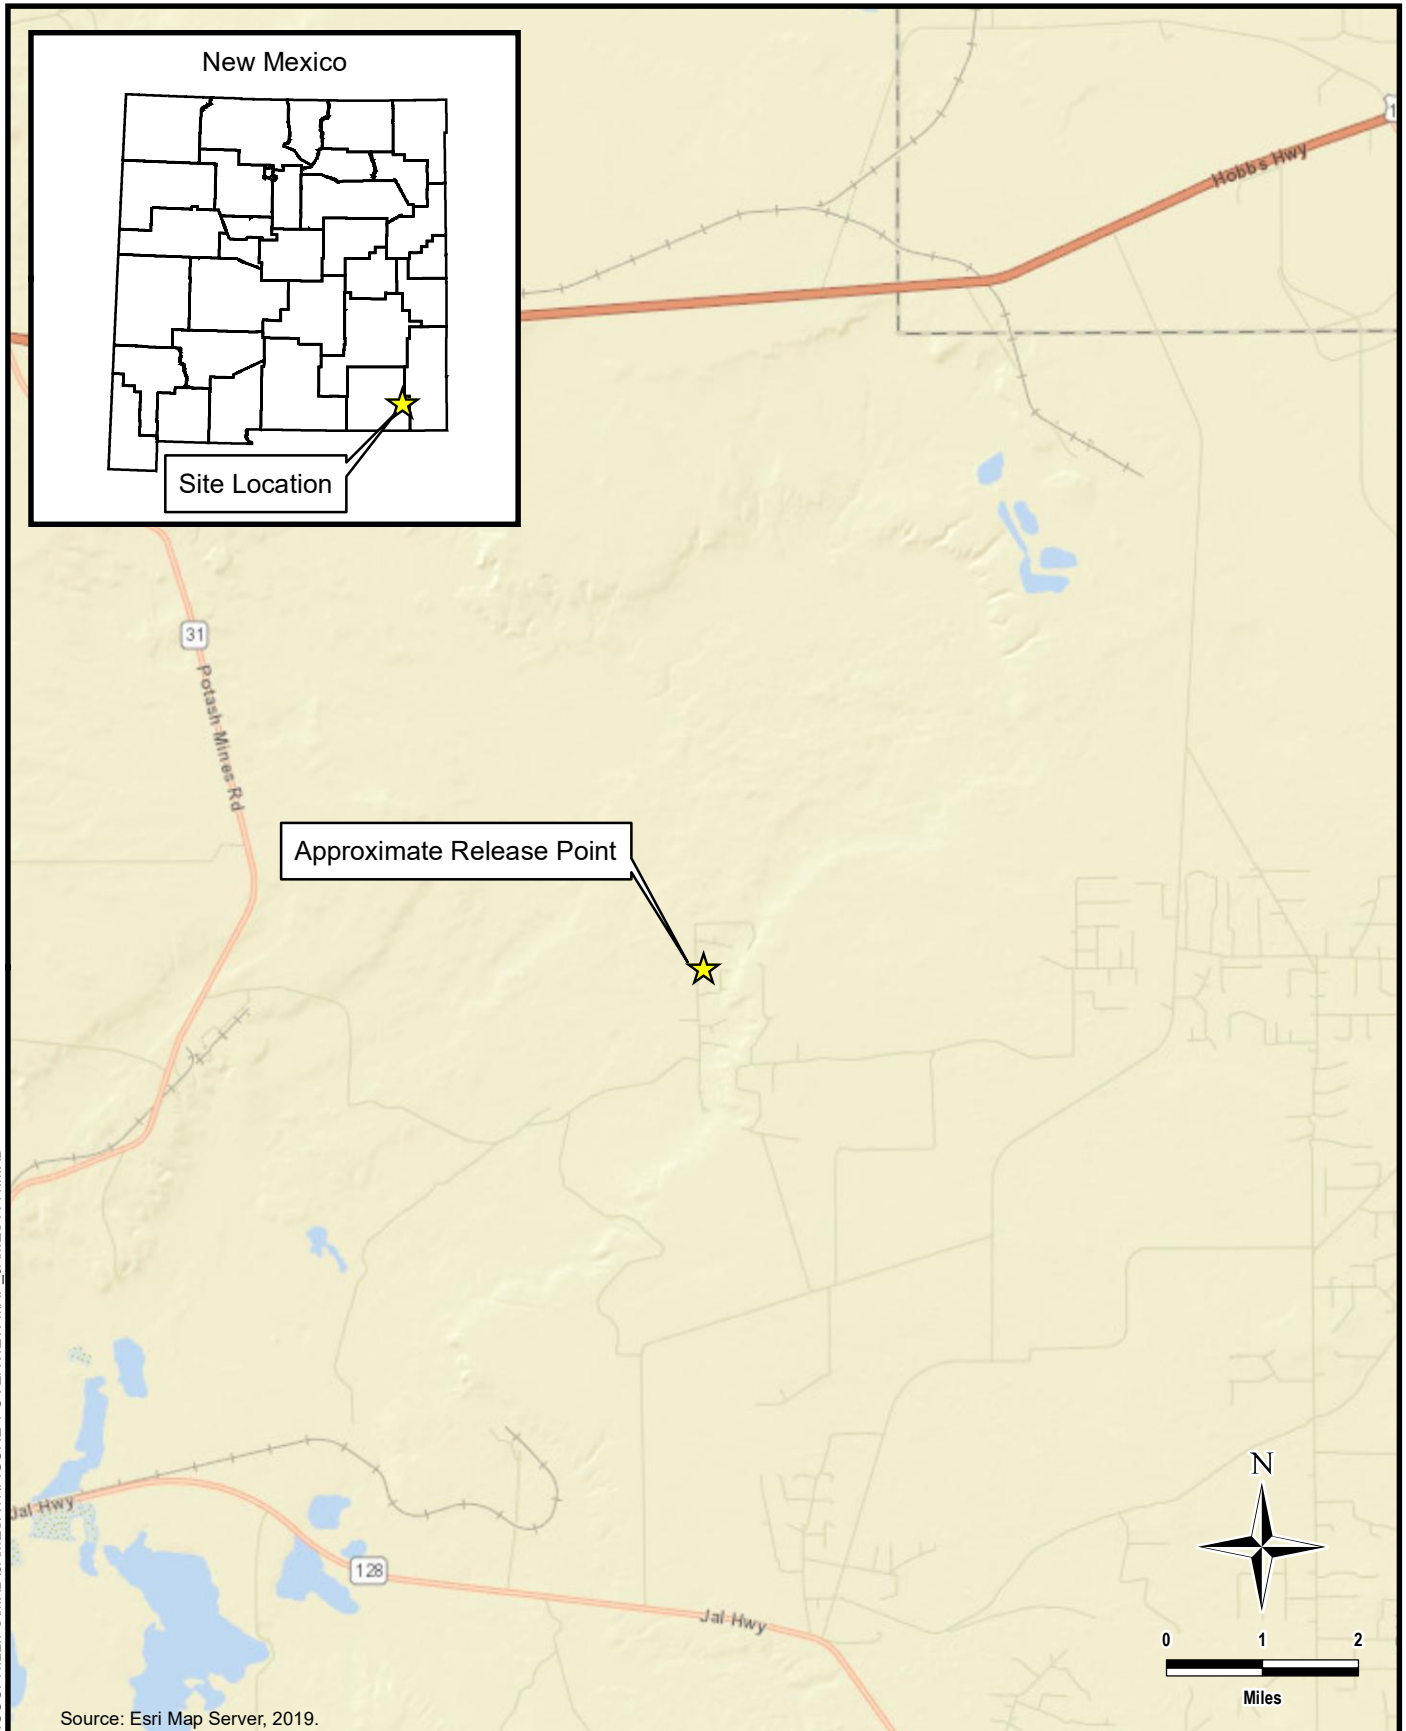 New Mexico
Site Location
1
Hobbs Hwy
31
Potash Mines Rd
Approximate Release Point
Jal Hwy
128
Jal Hwy
N
0 1 2
Miles
Source: Esri Map Server, 2019.